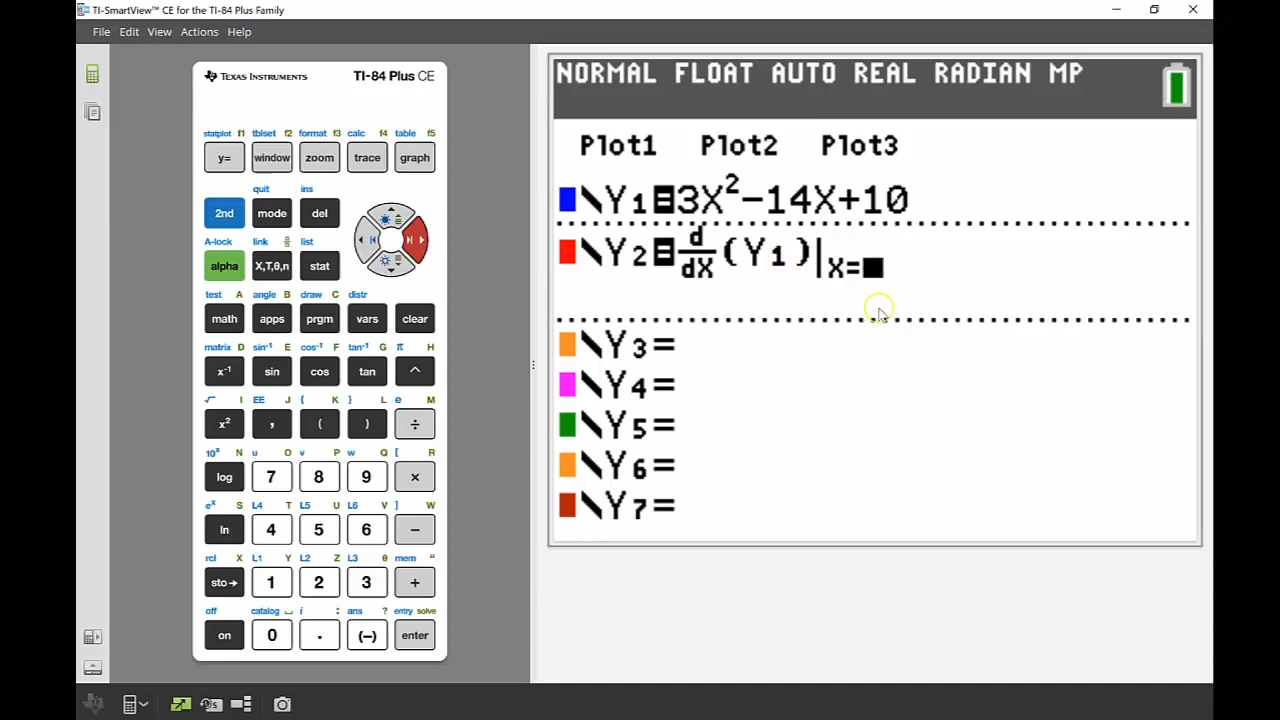 TI-SmartView™ CE for the TI-84 Plus Family
File Edit View Actions Help
TEXAS INSTRUMENTS TI-84 Plus CE
statplot f1 tblset f2 format f3 calc f4 table f5
y= window zoom trace graph
quit ins
2nd mode del
A-lock link list
alpha X,T,θ,n stat
test A angle B draw C distr
math apps prgm vars clear
matrix D sin⁻¹ E cos⁻¹ F tan⁻¹ G π H
x⁻¹ sin cos tan ^
√ I EE J { K } L e M
x² , ( ) ÷
10ˣ N u O v P w Q [ R
log 7 8 9 ×
eˣ S L4 T L5 U L6 V ] W
ln 4 5 6 −
rcl X L1 Y L2 Z L3 θ mem "
sto→ 1 2 3 +
off catalog ⎵ i : ans ? entry solve
on 0 . (−) enter
NORMAL FLOAT AUTO REAL RADIAN MP
Plot1 Plot2 Plot3
\Y1=3X²-14X+10
\Y2=d/dX(Y1)|X=
\Y3=
\Y4=
\Y5=
\Y6=
\Y7=